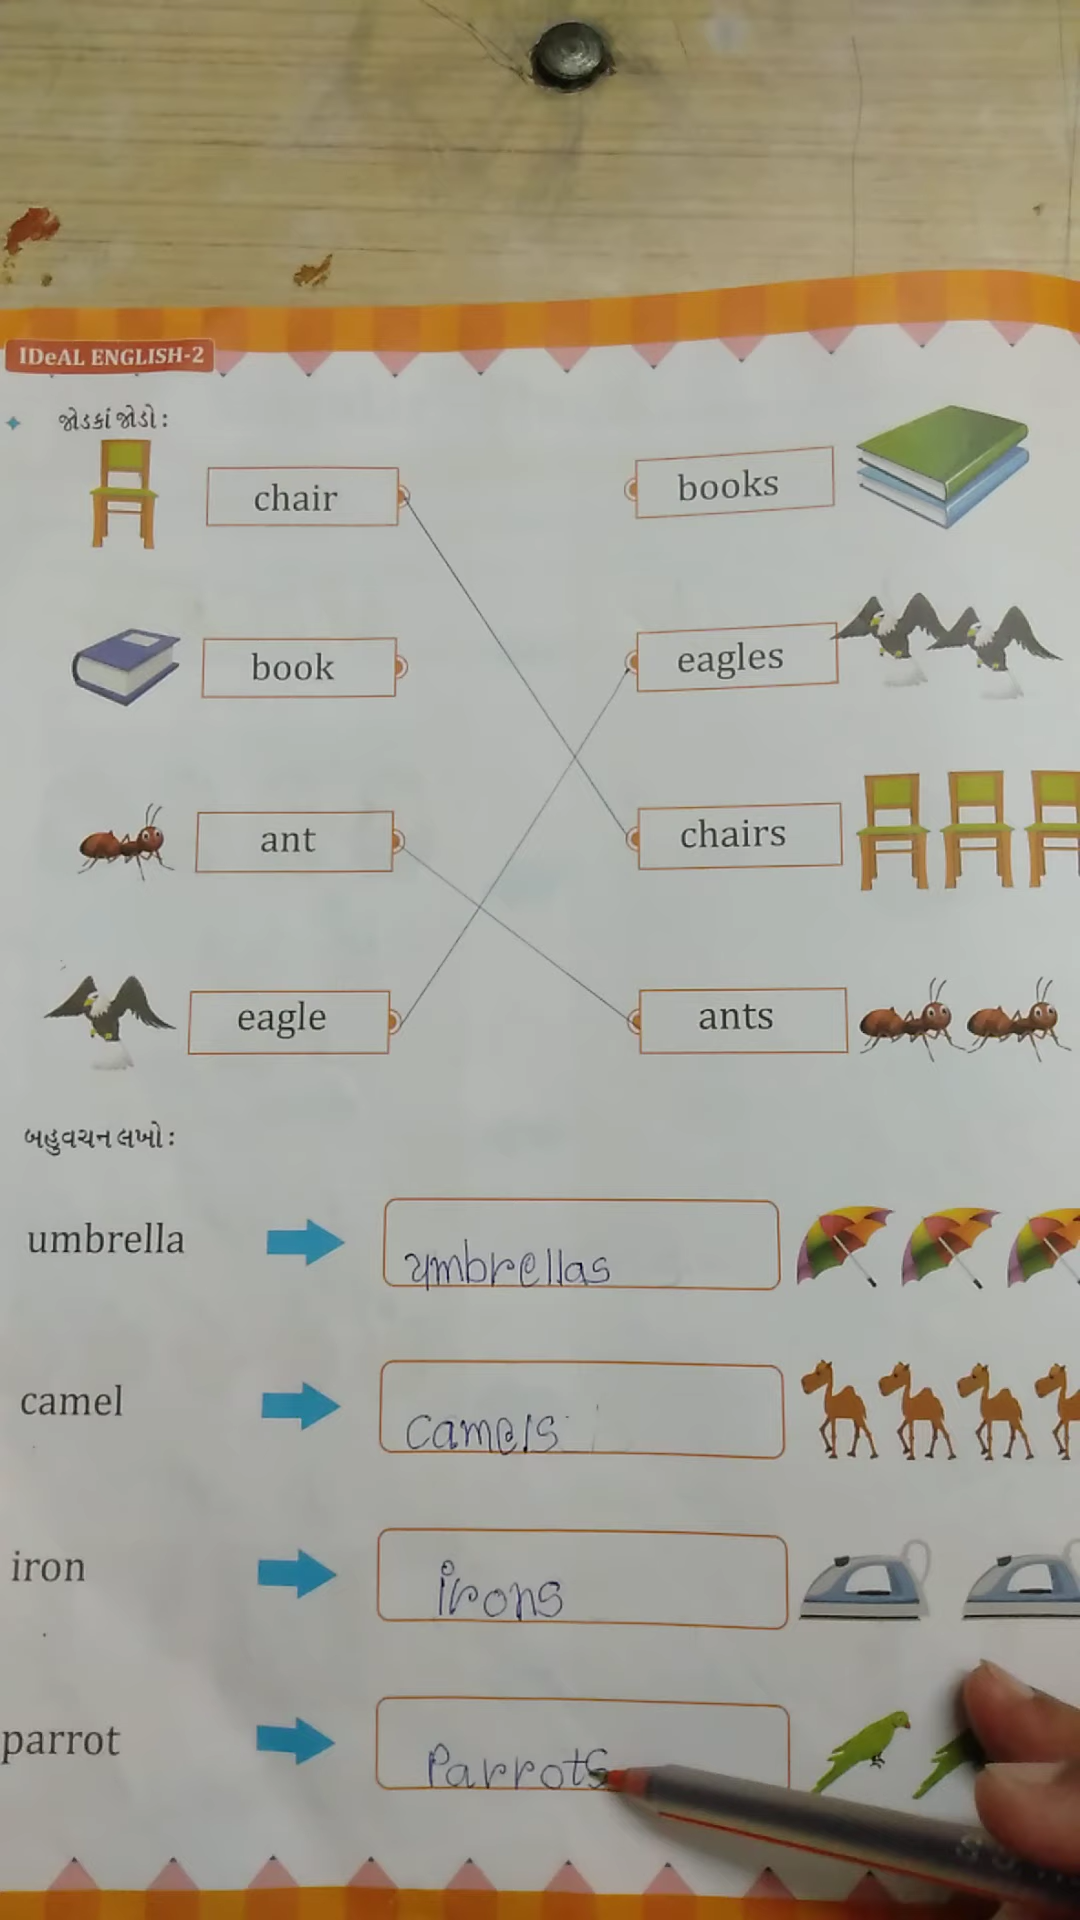 IDeAL ENGLISH-2
જોડકાં જોડો :
chair books
book eagles
ant chairs
eagle ants
બહુવચન લખો :
umbrella umbrellas
camel camels
iron irons
parrot Parrots